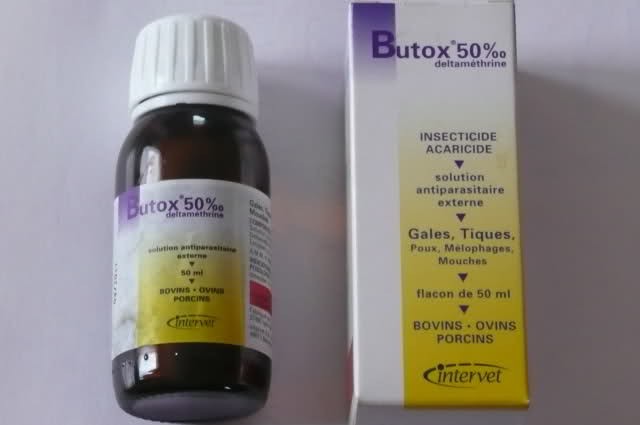 Butox® 50‰
deltaméthrine
solution antiparasitaire
externe
50 ml
BOVINS • OVINS
PORCINS
intervet
Butox® 50‰
deltaméthrine
INSECTICIDE
ACARICIDE
solution
antiparasitaire
externe
Gales, Tiques,
Poux, Mélophages,
Mouches
flacon de 50 ml
BOVINS • OVINS
PORCINS
intervet